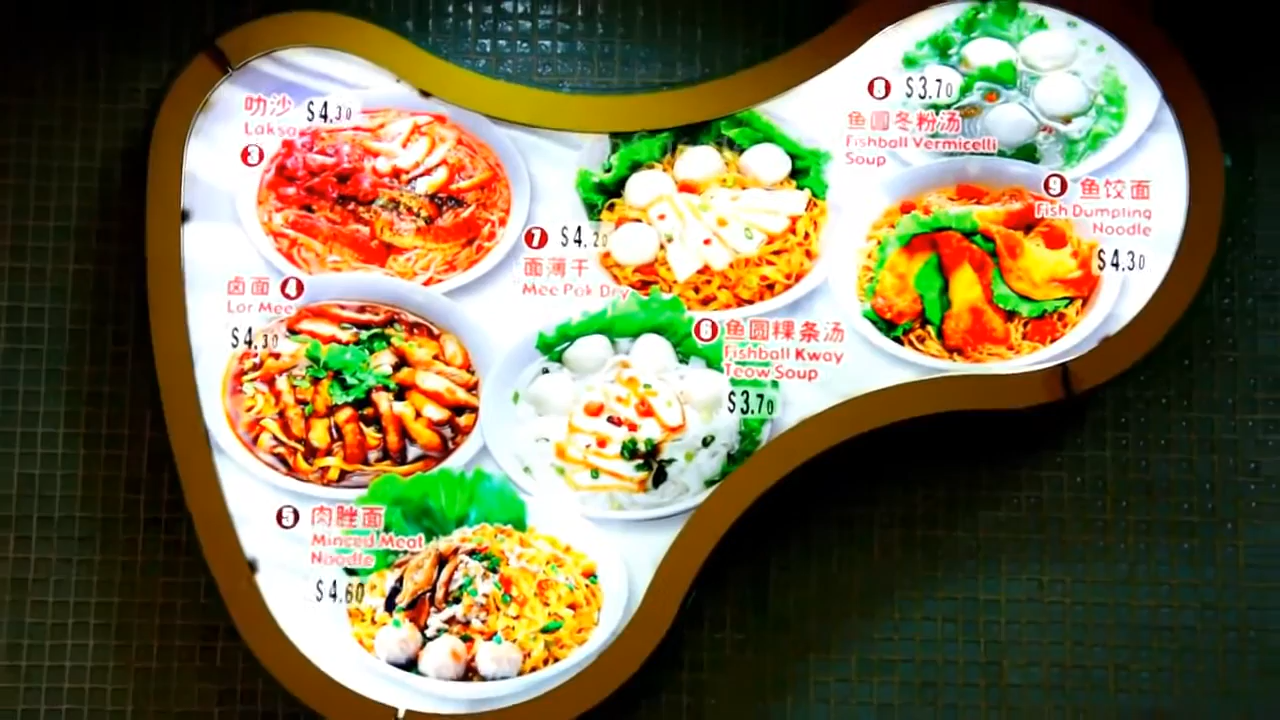 叻沙 $4.30
Laksa
3
卤面 4
Lor Mee
$4.30
5 肉脞面
Minced Meat
Noodle
$4.60
7 $4.20
面薄干
Mee Pok Dry
6 鱼圆粿条汤
Fishball Kway
Teow Soup
$3.70
8 $3.70
鱼圆冬粉汤
Fishball Vermicelli
Soup
9 鱼饺面
Fish Dumpling
Noodle
$4.30